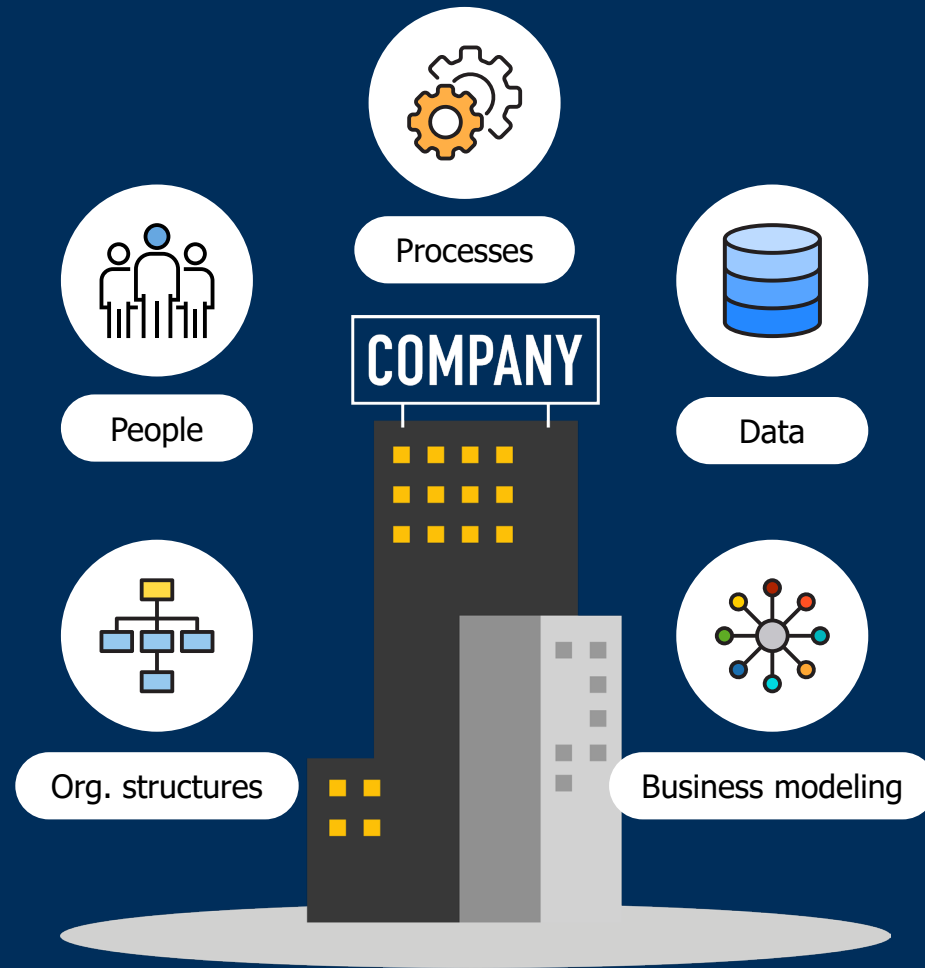 Processes
COMPANY
People
Data
Org. structures
Business modeling